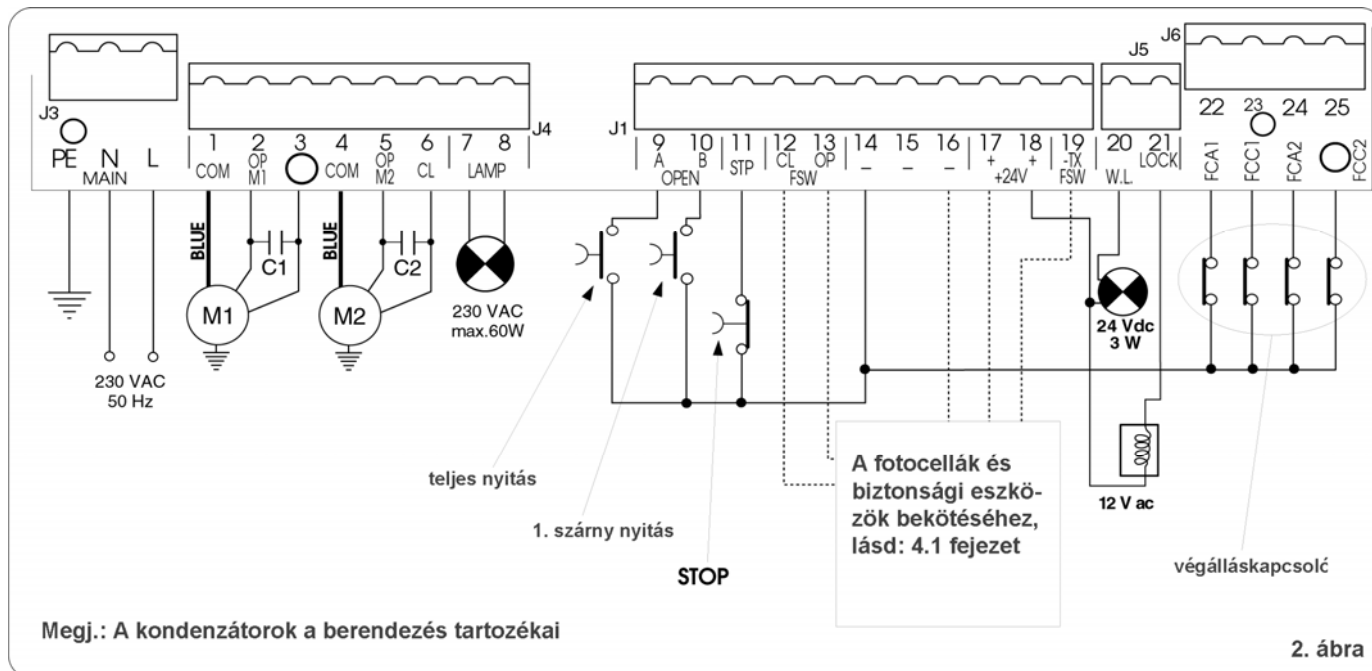 J3
PE N L
MAIN
1 2 3 4 5 6 7 8
J4
COM OP M1 COM OP M2 CL LAMP
J1
9 10 11 12 13 14 15 16 17 18 19
A B STP CL OP – – – + + -TX
OPEN FSW +24V FSW
J5
20 21
W.L. LOCK
J6
22 23 24 25
FCA1 FCC1 FCA2 FCC2
BLUE
C1
M1
BLUE
C2
M2
230 VAC
max.60W
230 VAC
50 Hz
24 Vdc
3 W
12 V ac
teljes nyitás
1. szárny nyitás
STOP
A fotocellák és
biztonsági eszkö-
zök bekötéséhez,
lásd: 4.1 fejezet
végálláskapcsoló
Megj.: A kondenzátorok a berendezés tartozékai
2. ábra